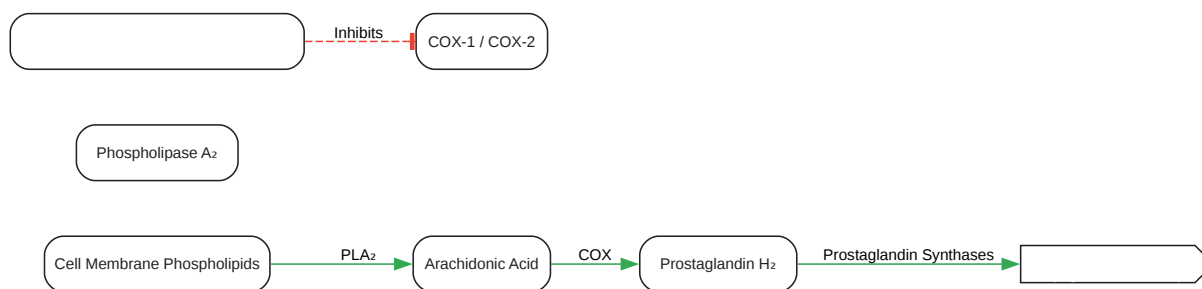 Inhibits
COX-1 / COX-2
Phospholipase A₂
Cell Membrane Phospholipids
PLA₂
Arachidonic Acid
COX
Prostaglandin H₂
Prostaglandin Synthases